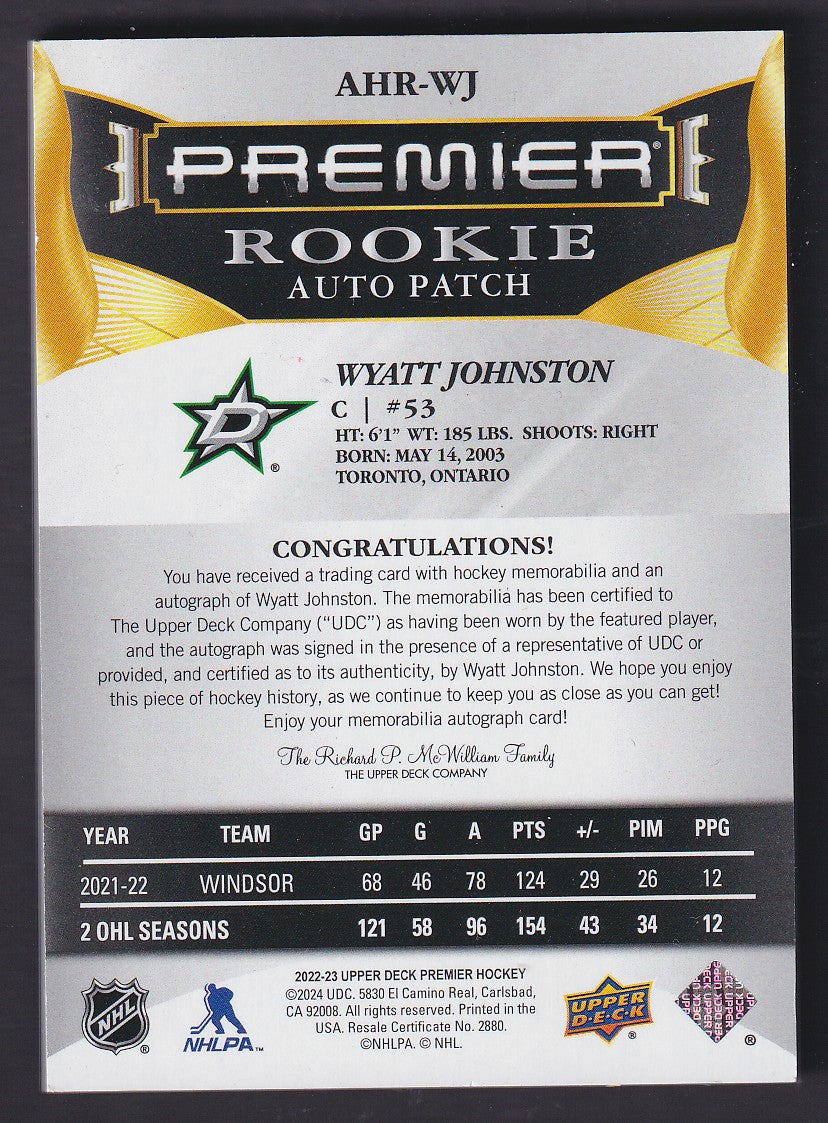 AHR-WJ
PREMIER®
ROOKIE
AUTO PATCH
WYATT JOHNSTON
C | #53
HT: 6'1" WT: 185 LBS. SHOOTS: RIGHT
BORN: MAY 14, 2003
TORONTO, ONTARIO
D
®
CONGRATULATIONS!
You have received a trading card with hockey memorabilia and an
autograph of Wyatt Johnston. The memorabilia has been certified to
The Upper Deck Company ("UDC") as having been worn by the featured player,
and the autograph was signed in the presence of a representative of UDC or
provided, and certified as to its authenticity, by Wyatt Johnston. We hope you enjoy
this piece of hockey history, as we continue to keep you as close as you can get!
Enjoy your memorabilia autograph card!
The Richard P. McWilliam Family
THE UPPER DECK COMPANY
YEAR TEAM GP G A PTS +/- PIM PPG
2021-22 WINDSOR 68 46 78 124 29 26 12
2 OHL SEASONS 121 58 96 154 43 34 12
NHL ®
NHLPA™
2022-23 UPPER DECK PREMIER HOCKEY
©2024 UDC. 5830 El Camino Real, Carlsbad,
CA 92008. All rights reserved. Printed in the
USA. Resale Certificate No. 2880.
©NHLPA. © NHL.
UPPER
D·E·C·K
®
®